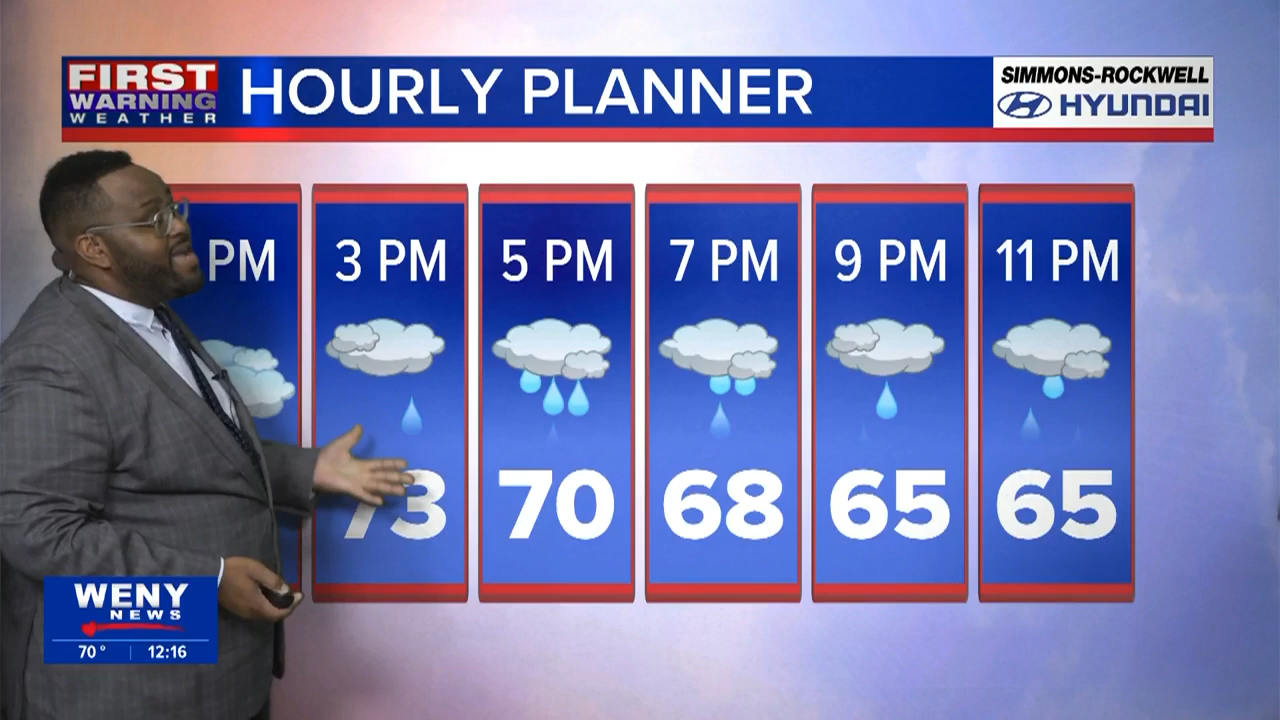 FIRST
WARNING
WEATHER
HOURLY PLANNER
SIMMONS-ROCKWELL
HYUNDAI
PM
3 PM
5 PM
7 PM
9 PM
11 PM
73
70
68
65
65
WENY
NEWS
70° 12:16